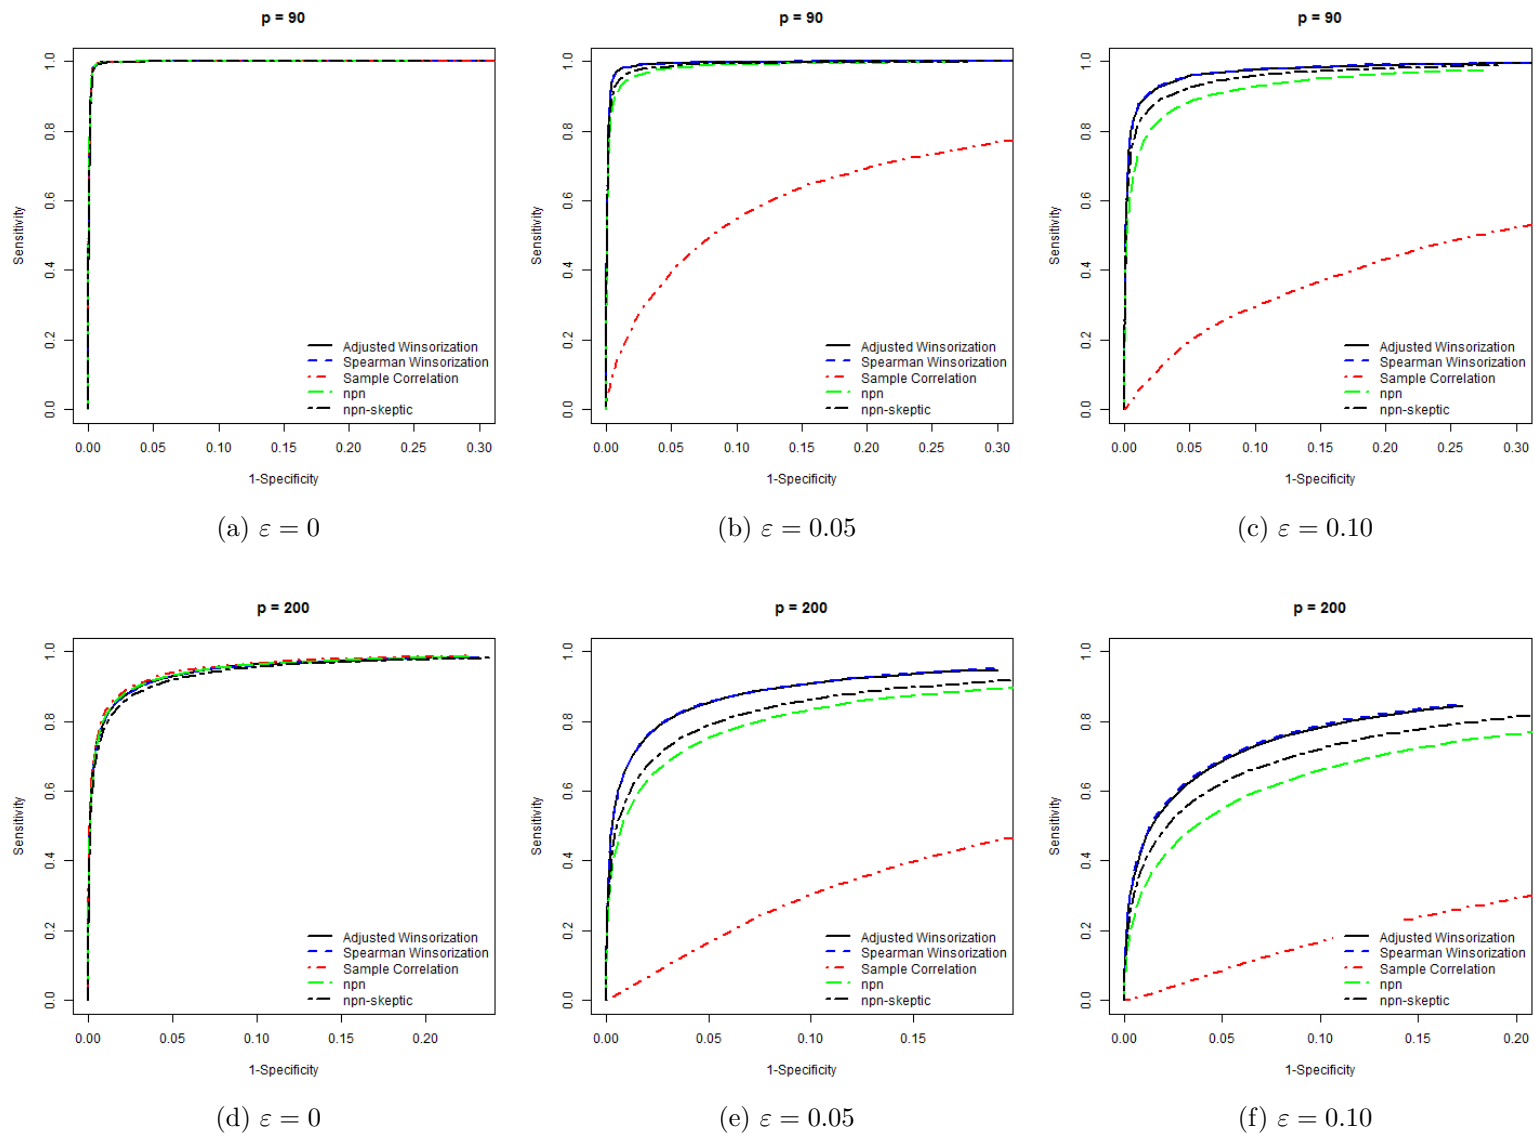 p = 90
Sensitivity
1.0
0.8
0.6
0.4
0.2
0.0
Adjusted Winsorization
Spearman Winsorization
Sample Correlation
npn
npn-skeptic
0.00 0.05 0.10 0.15 0.20 0.25 0.30
1-Specificity
(a) ε = 0
p = 90
Sensitivity
1.0
0.8
0.6
0.4
0.2
0.0
Adjusted Winsorization
Spearman Winsorization
Sample Correlation
npn
npn-skeptic
0.00 0.05 0.10 0.15 0.20 0.25 0.30
1-Specificity
(b) ε = 0.05
p = 90
Sensitivity
1.0
0.8
0.6
0.4
0.2
0.0
Adjusted Winsorization
Spearman Winsorization
Sample Correlation
npn
npn-skeptic
0.00 0.05 0.10 0.15 0.20 0.25 0.30
1-Specificity
(c) ε = 0.10
p = 200
Sensitivity
1.0
0.8
0.6
0.4
0.2
0.0
Adjusted Winsorization
Spearman Winsorization
Sample Correlation
npn
npn-skeptic
0.00 0.05 0.10 0.15 0.20
1-Specificity
(d) ε = 0
p = 200
Sensitivity
1.0
0.8
0.6
0.4
0.2
0.0
Adjusted Winsorization
Spearman Winsorization
Sample Correlation
npn
npn-skeptic
0.00 0.05 0.10 0.15
1-Specificity
(e) ε = 0.05
p = 200
Sensitivity
1.0
0.8
0.6
0.4
0.2
0.0
Adjusted Winsorization
Spearman Winsorization
Sample Correlation
npn
npn-skeptic
0.00 0.05 0.10 0.15 0.20
1-Specificity
(f) ε = 0.10